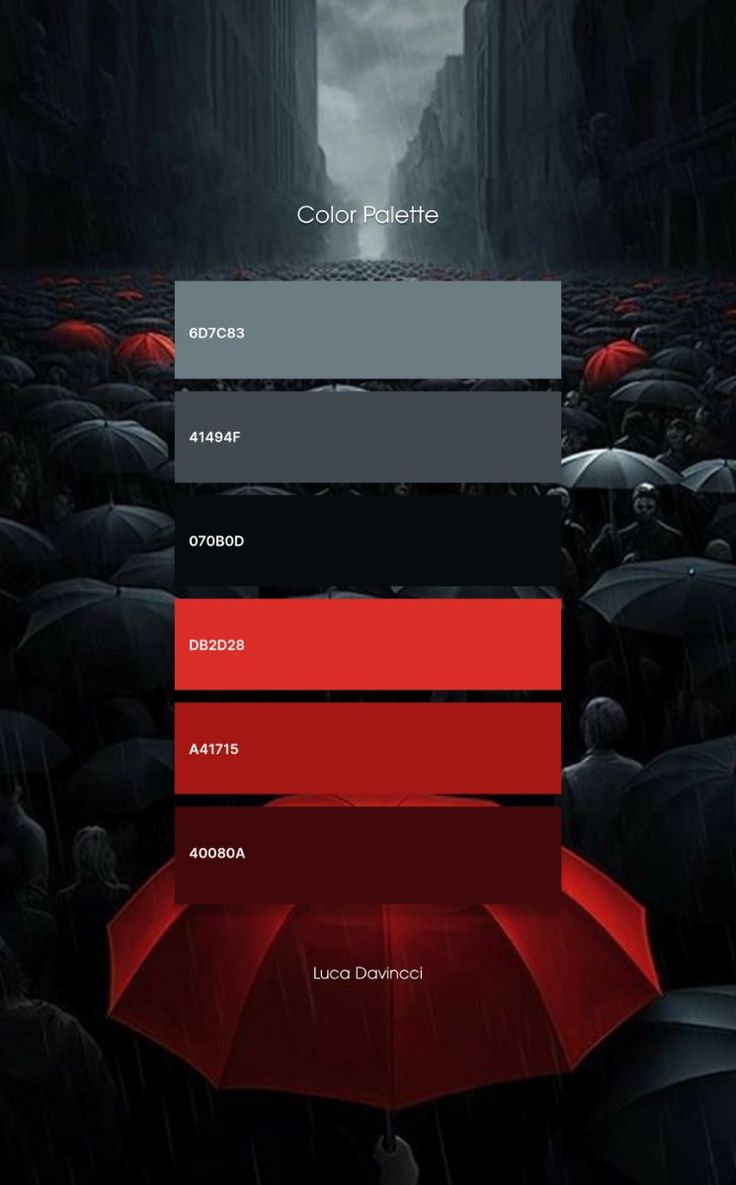 Color Palette
6D7C83
41494F
070B0D
DB2D28
A41715
40080A
Luca Davincci